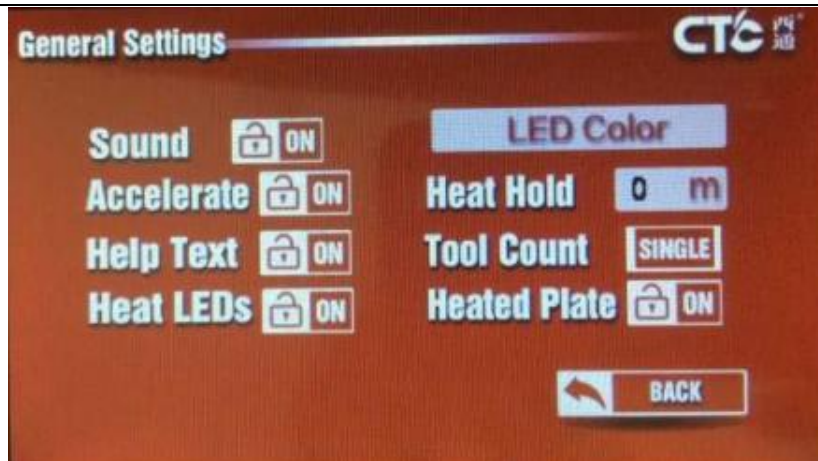 General Settings
CTC
Sound ON
LED Color
Accelerate ON
Heat Hold 0 m
Help Text ON
Tool Count SINGLE
Heat LEDs ON
Heated Plate ON
BACK